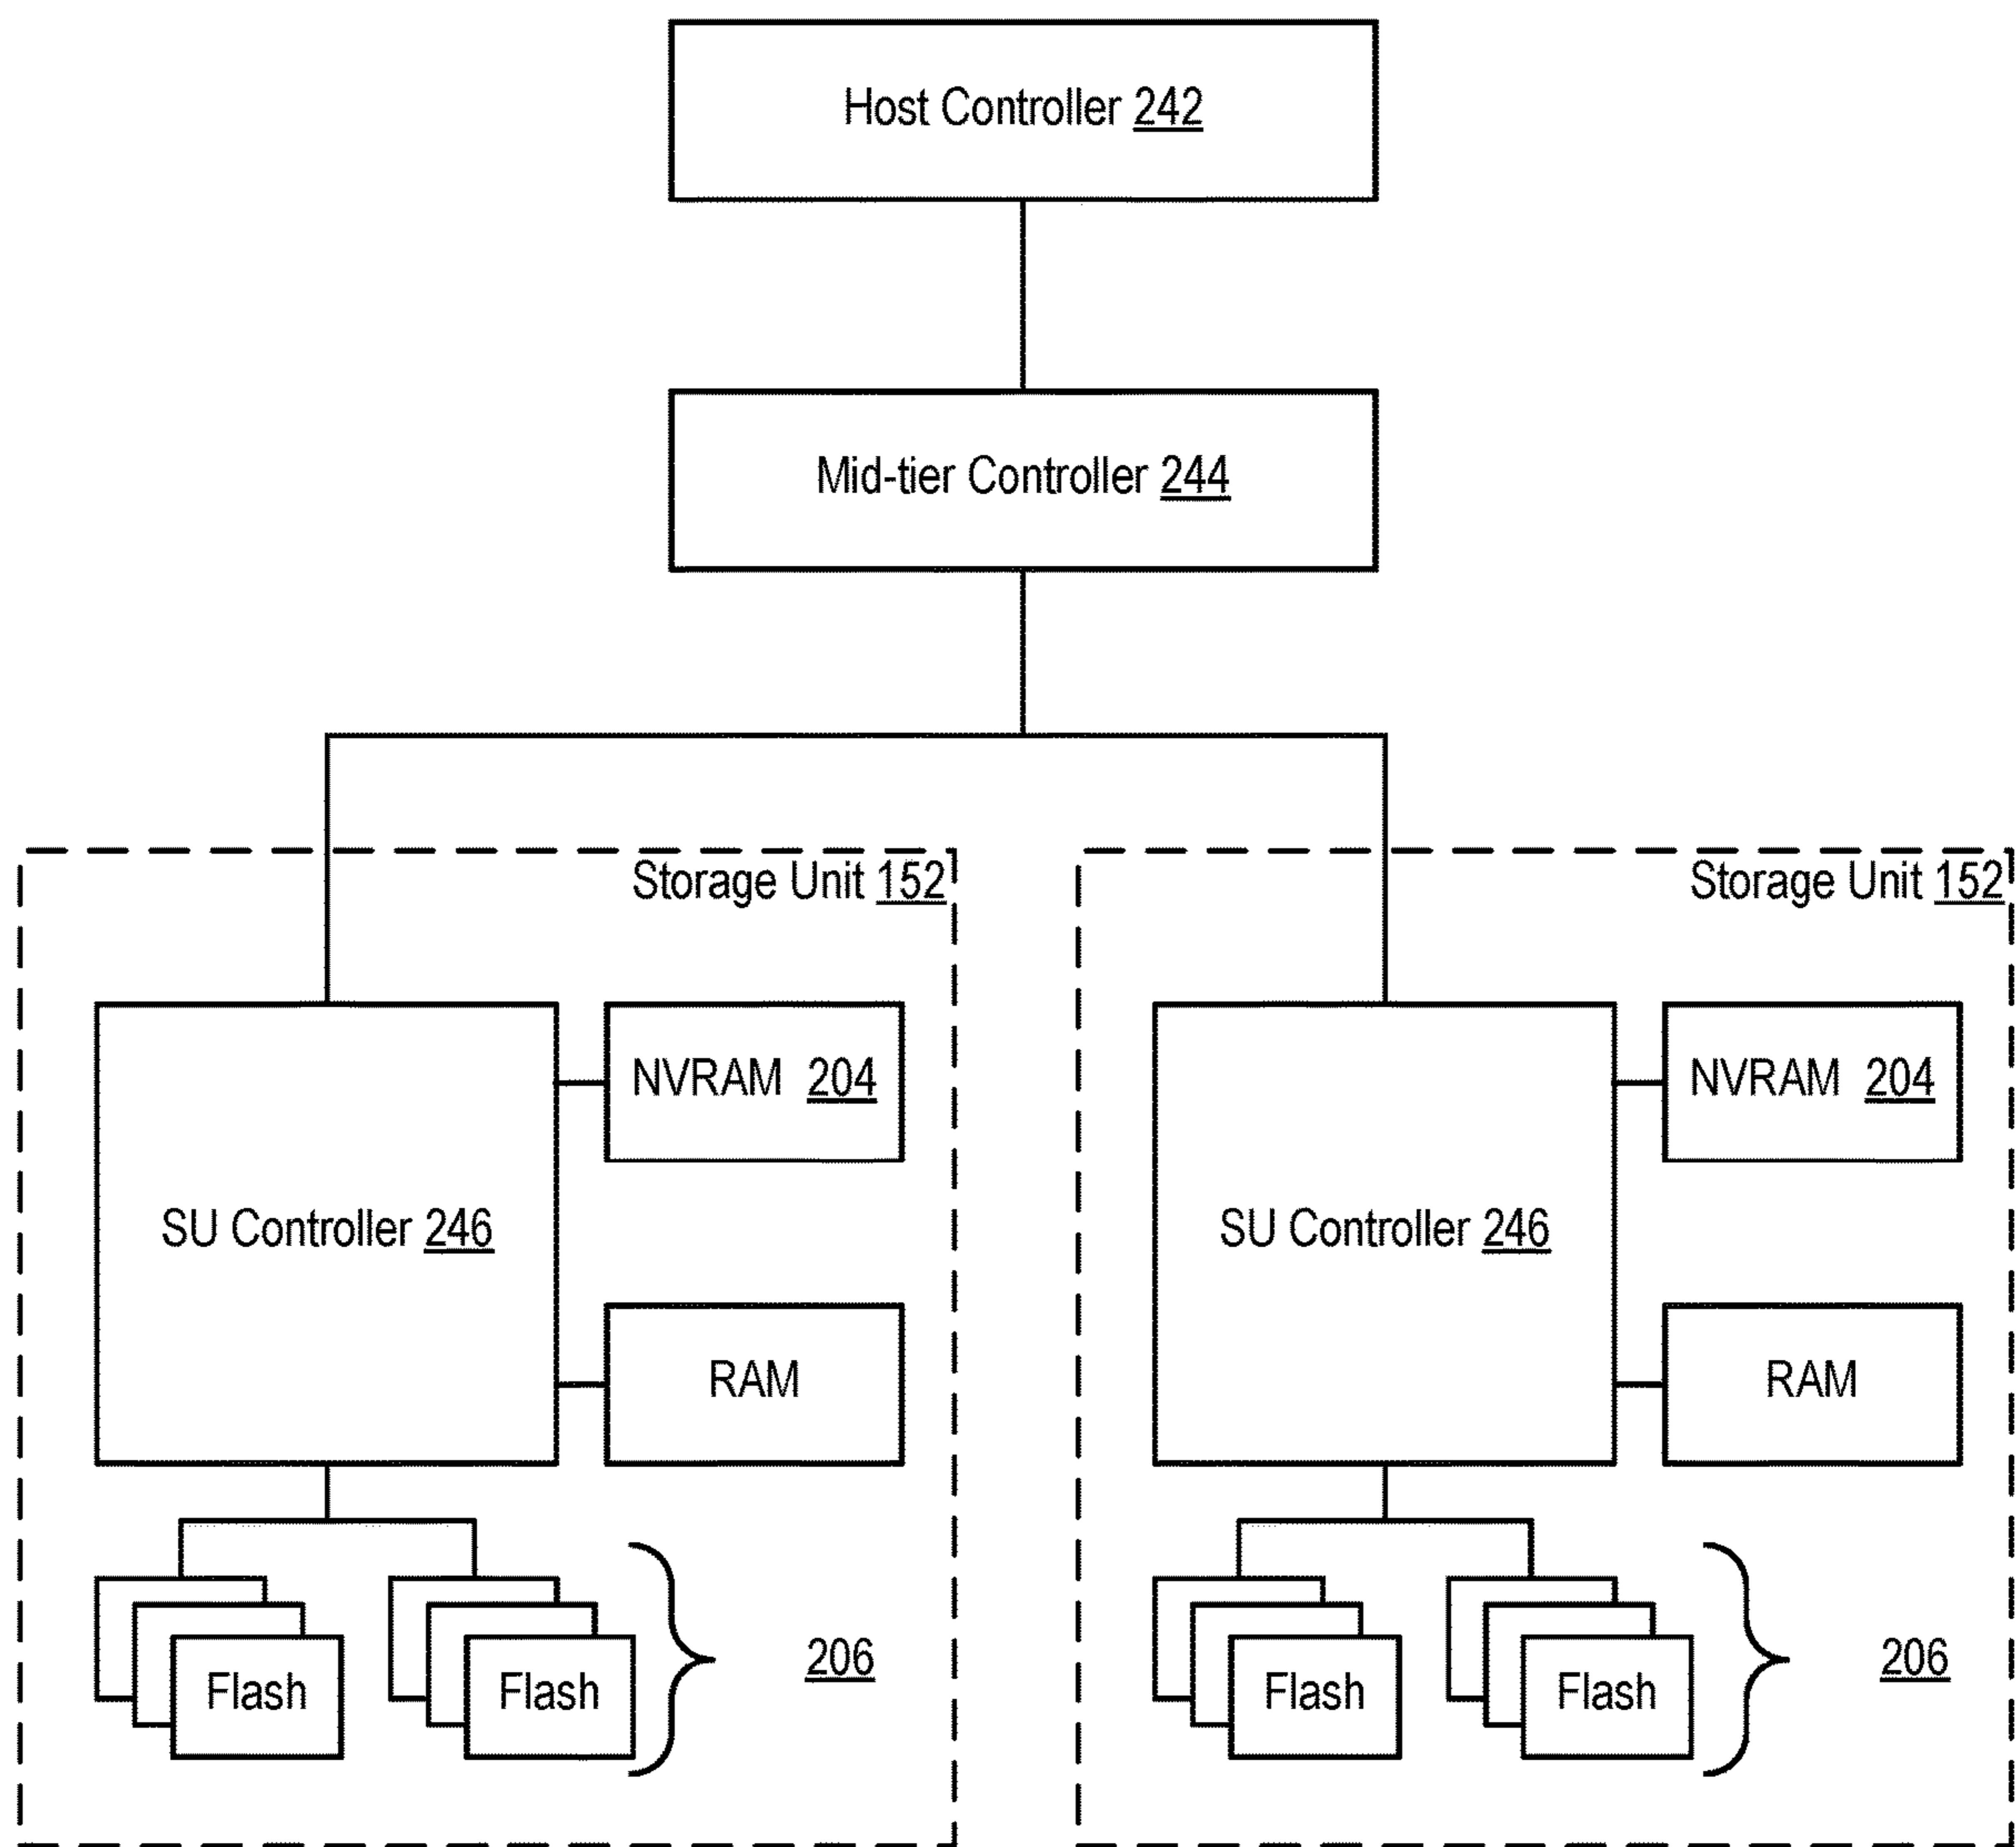 Host Controller 242
Mid-tier Controller 244
Storage Unit 152
NVRAM 204
SU Controller 246
RAM
Flash
Flash
206
Storage Unit 152
NVRAM 204
SU Controller 246
RAM
Flash
Flash
206